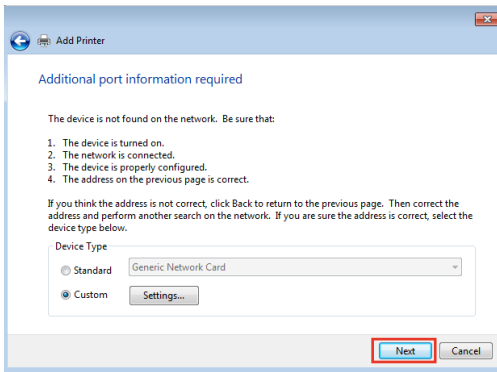 Add Printer
Additional port information required
The device is not found on the network.  Be sure that:
1.  The device is turned on.
2.  The network is connected.
3.  The device is properly configured.
4.  The address on the previous page is correct.
If you think the address is not correct, click Back to return to the previous page.  Then correct the
address and perform another search on the network.  If you are sure the address is correct, select the
device type below.
Device Type
Standard Generic Network Card
Custom Settings...
Next Cancel